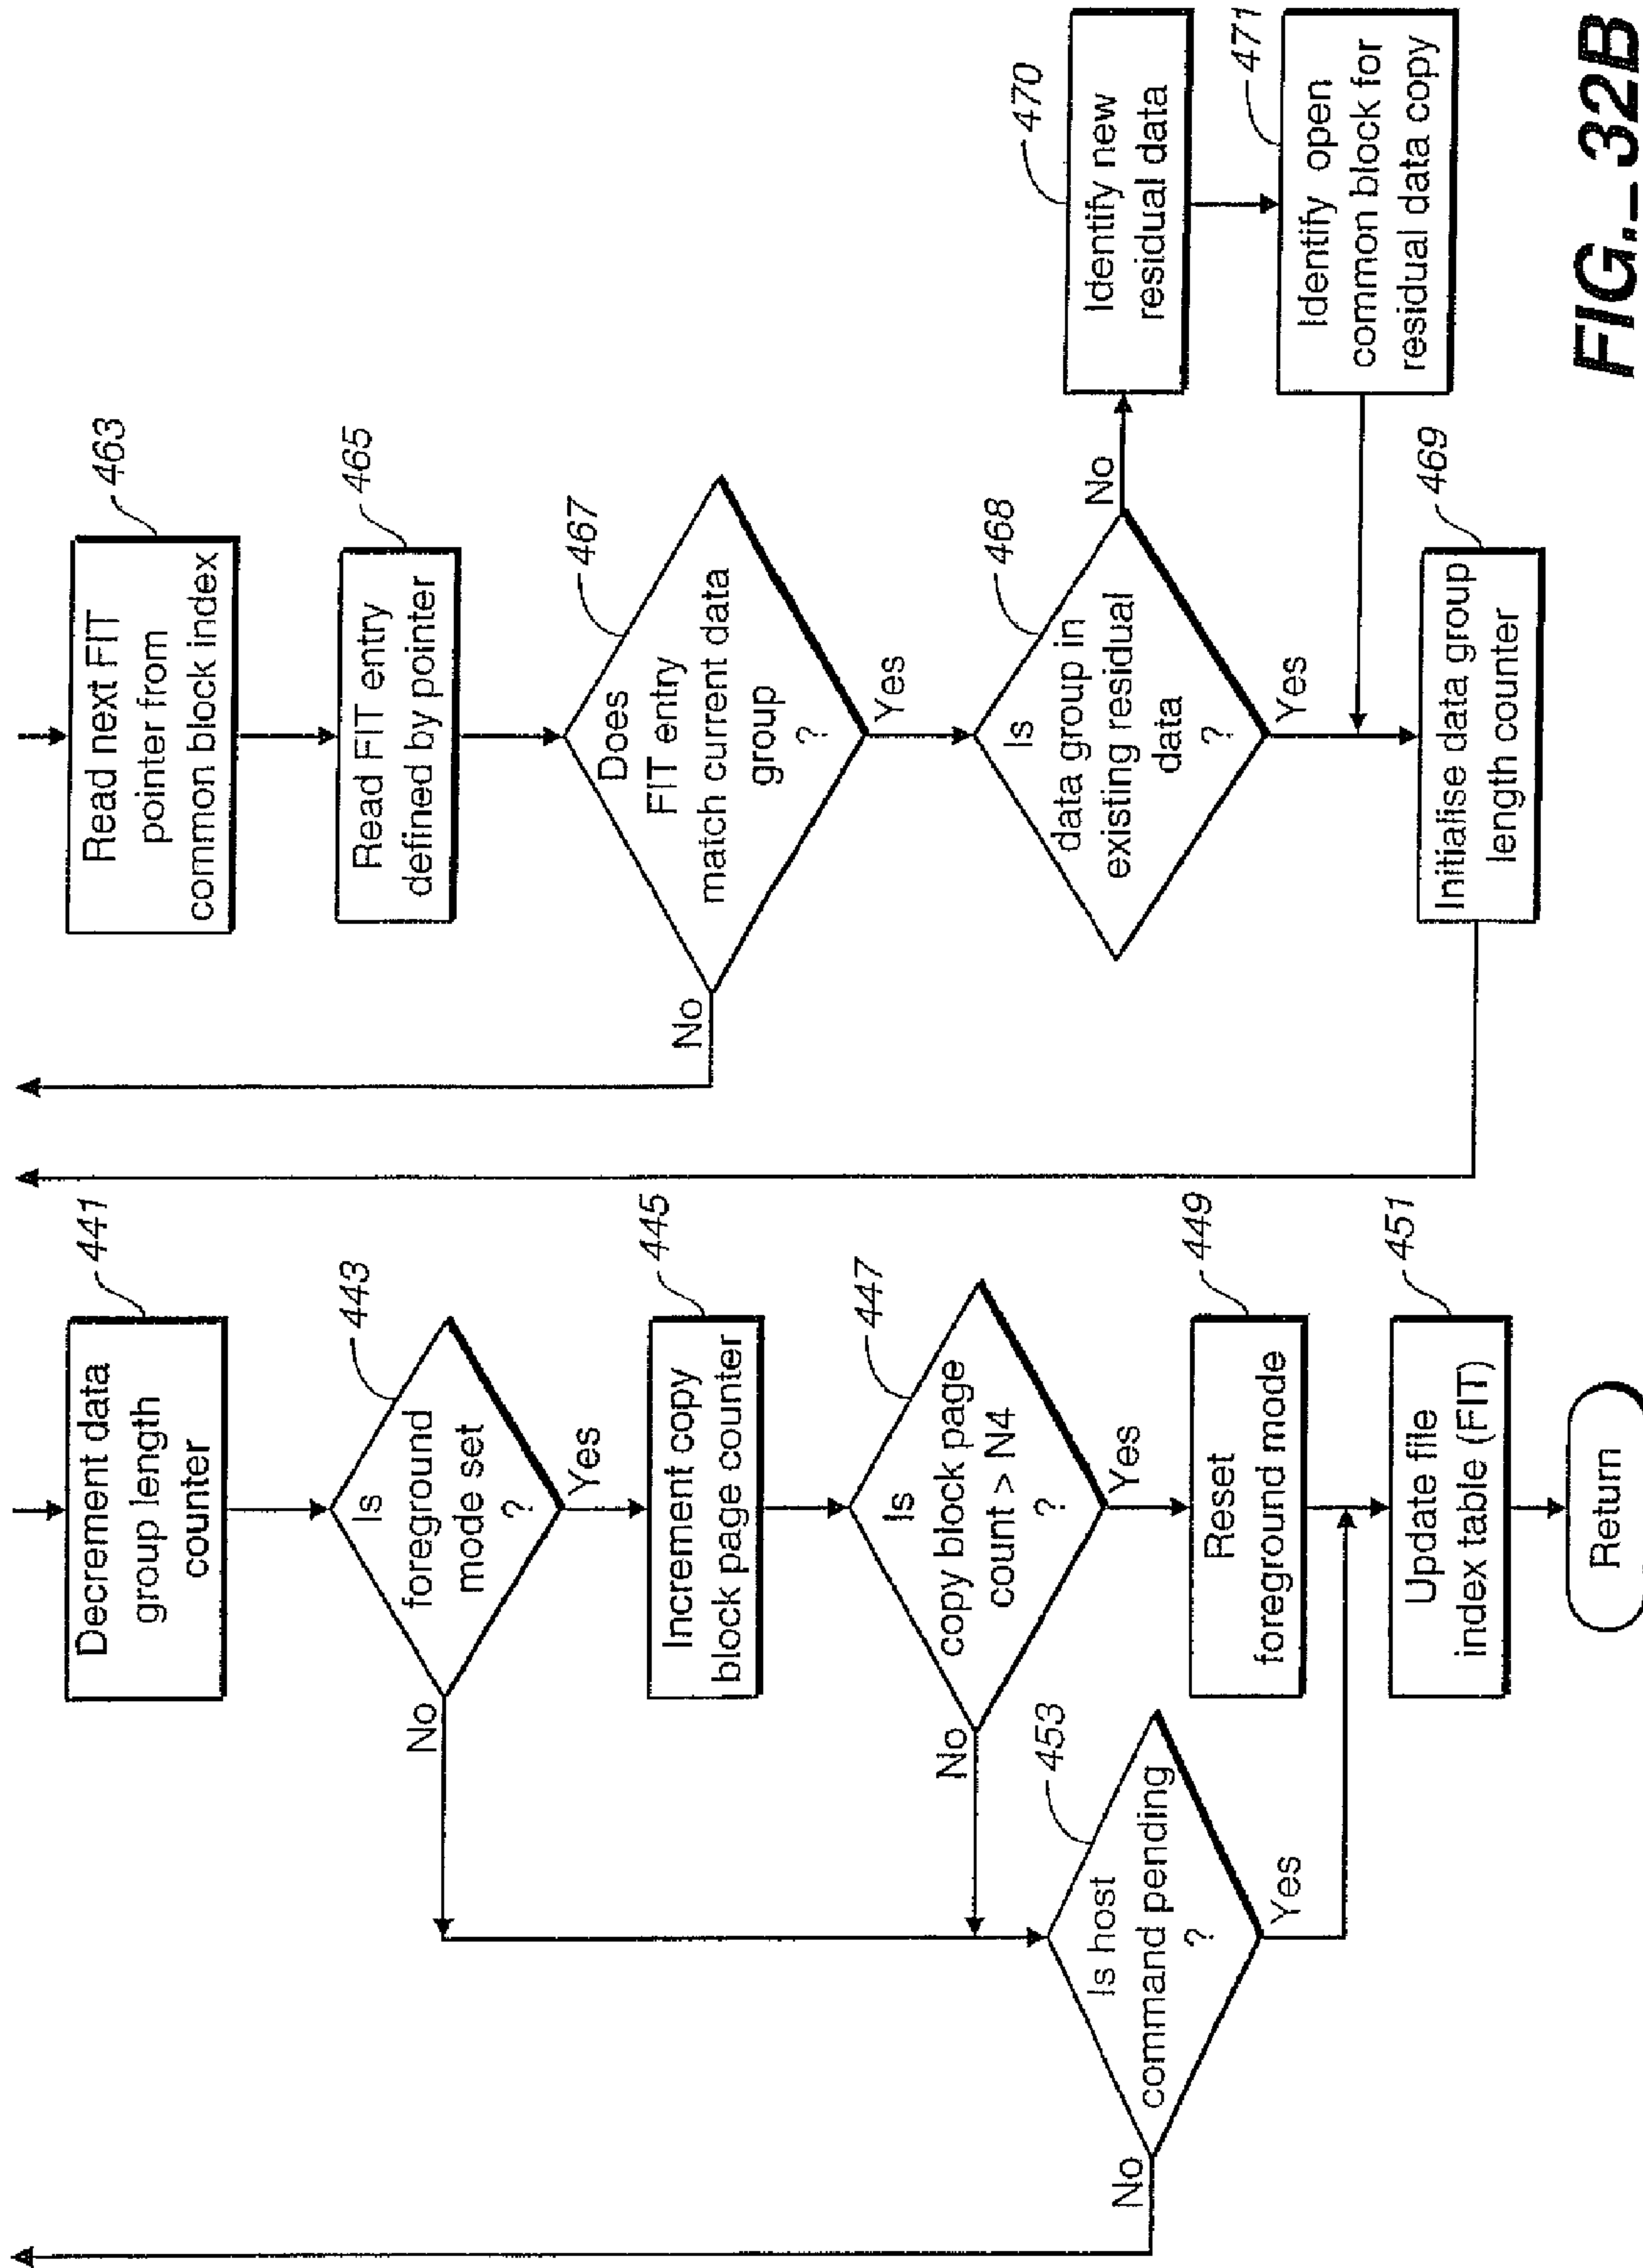 441
Decrement data
group length
counter
443
Is
foreground
mode set
?
No
Yes
445
Increment copy
block page counter
447
Is
copy block page
count > N4
?
No
Yes
453
Is host
command pending
?
No
Yes
449
Reset
foreground mode
451
Update file
index table (FIT)
Return
463
Read next FIT
pointer from
common block index
465
Read FIT entry
defined by pointer
467
Does
FIT entry
match current data
group
?
No
Yes
468
Is
data group in
existing residual
data
?
No
Yes
470
Identify new
residual data
471
Identify open
common block for
residual data copy
469
Initialise data group
length counter
FIG._32B